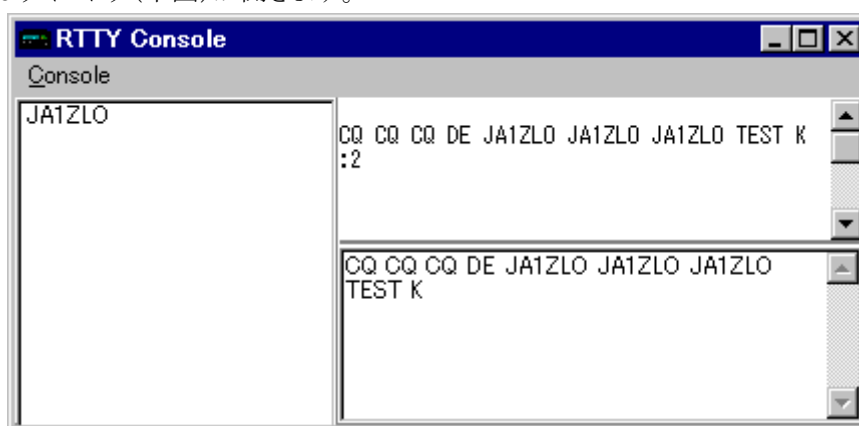 RTTY Console
Console
JA1ZLO
CQ CQ CQ DE JA1ZLO JA1ZLO JA1ZLO TEST K
:2
CQ CQ CQ DE JA1ZLO JA1ZLO JA1ZLO
TEST K